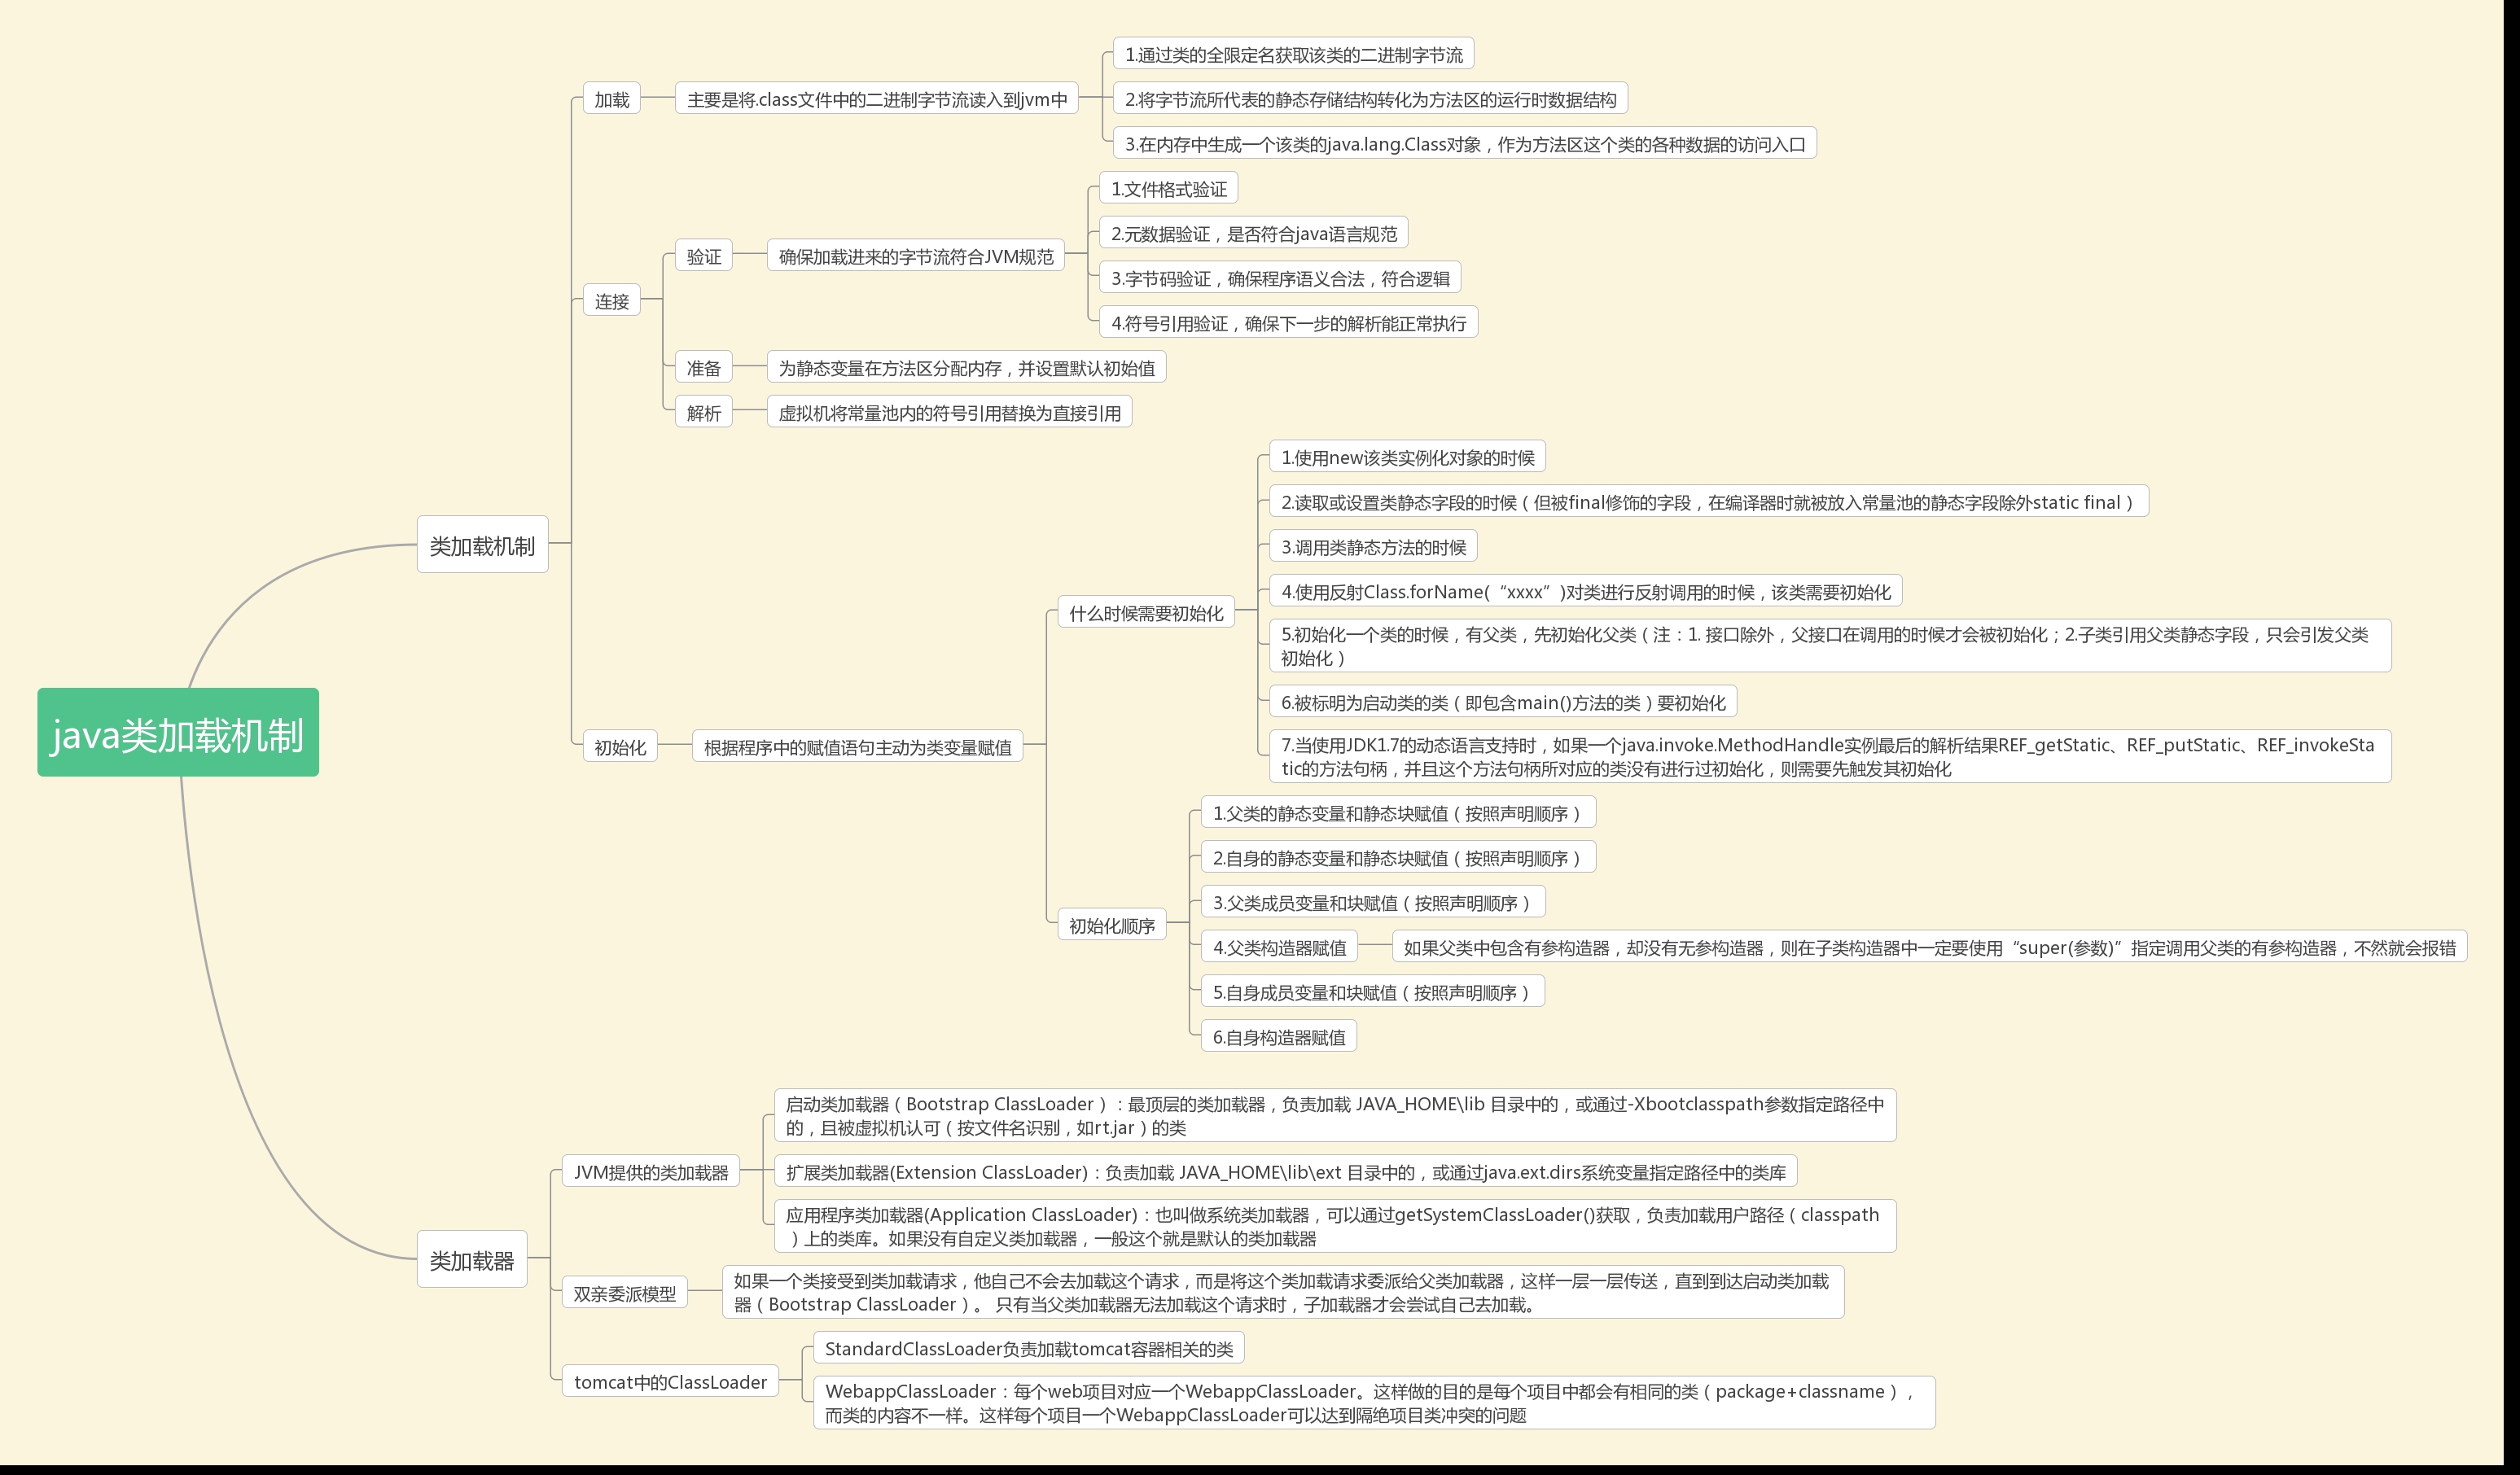 java类加载机制
类加载机制
加载
主要是将.class文件中的二进制字节流读入到jvm中
1.通过类的全限定名获取该类的二进制字节流
2.将字节流所代表的静态存储结构转化为方法区的运行时数据结构
3.在内存中生成一个该类的java.lang.Class对象，作为方法区这个类的各种数据的访问入口
连接
验证
确保加载进来的字节流符合JVM规范
1.文件格式验证
2.元数据验证，是否符合java语言规范
3.字节码验证，确保程序语义合法，符合逻辑
4.符号引用验证，确保下一步的解析能正常执行
准备
为静态变量在方法区分配内存，并设置默认初始值
解析
虚拟机将常量池内的符号引用替换为直接引用
初始化
根据程序中的赋值语句主动为类变量赋值
什么时候需要初始化
1.使用new该类实例化对象的时候
2.读取或设置类静态字段的时候（但被final修饰的字段，在编译器时就被放入常量池的静态字段除外static final）
3.调用类静态方法的时候
4.使用反射Class.forName(“xxxx”)对类进行反射调用的时候，该类需要初始化
5.初始化一个类的时候，有父类，先初始化父类（注：1. 接口除外，父接口在调用的时候才会被初始化；2.子类引用父类静态字段，只会引发父类
初始化）
6.被标明为启动类的类（即包含main()方法的类）要初始化
7.当使用JDK1.7的动态语言支持时，如果一个java.invoke.MethodHandle实例最后的解析结果REF_getStatic、REF_putStatic、REF_invokeSta
tic的方法句柄，并且这个方法句柄所对应的类没有进行过初始化，则需要先触发其初始化
初始化顺序
1.父类的静态变量和静态块赋值（按照声明顺序）
2.自身的静态变量和静态块赋值（按照声明顺序）
3.父类成员变量和块赋值（按照声明顺序）
4.父类构造器赋值
如果父类中包含有参构造器，却没有无参构造器，则在子类构造器中一定要使用“super(参数)”指定调用父类的有参构造器，不然就会报错
5.自身成员变量和块赋值（按照声明顺序）
6.自身构造器赋值
类加载器
JVM提供的类加载器
启动类加载器（Bootstrap ClassLoader）：最顶层的类加载器，负责加载 JAVA_HOME\lib 目录中的，或通过-Xbootclasspath参数指定路径中
的，且被虚拟机认可（按文件名识别，如rt.jar）的类
扩展类加载器(Extension ClassLoader)：负责加载 JAVA_HOME\lib\ext 目录中的，或通过java.ext.dirs系统变量指定路径中的类库
应用程序类加载器(Application ClassLoader)：也叫做系统类加载器，可以通过getSystemClassLoader()获取，负责加载用户路径（classpath
）上的类库。如果没有自定义类加载器，一般这个就是默认的类加载器
双亲委派模型
如果一个类接受到类加载请求，他自己不会去加载这个请求，而是将这个类加载请求委派给父类加载器，这样一层一层传送，直到到达启动类加载
器（Bootstrap ClassLoader）。 只有当父类加载器无法加载这个请求时，子加载器才会尝试自己去加载。
tomcat中的ClassLoader
StandardClassLoader负责加载tomcat容器相关的类
WebappClassLoader：每个web项目对应一个WebappClassLoader。这样做的目的是每个项目中都会有相同的类（package+classname），
而类的内容不一样。这样每个项目一个WebappClassLoader可以达到隔绝项目类冲突的问题